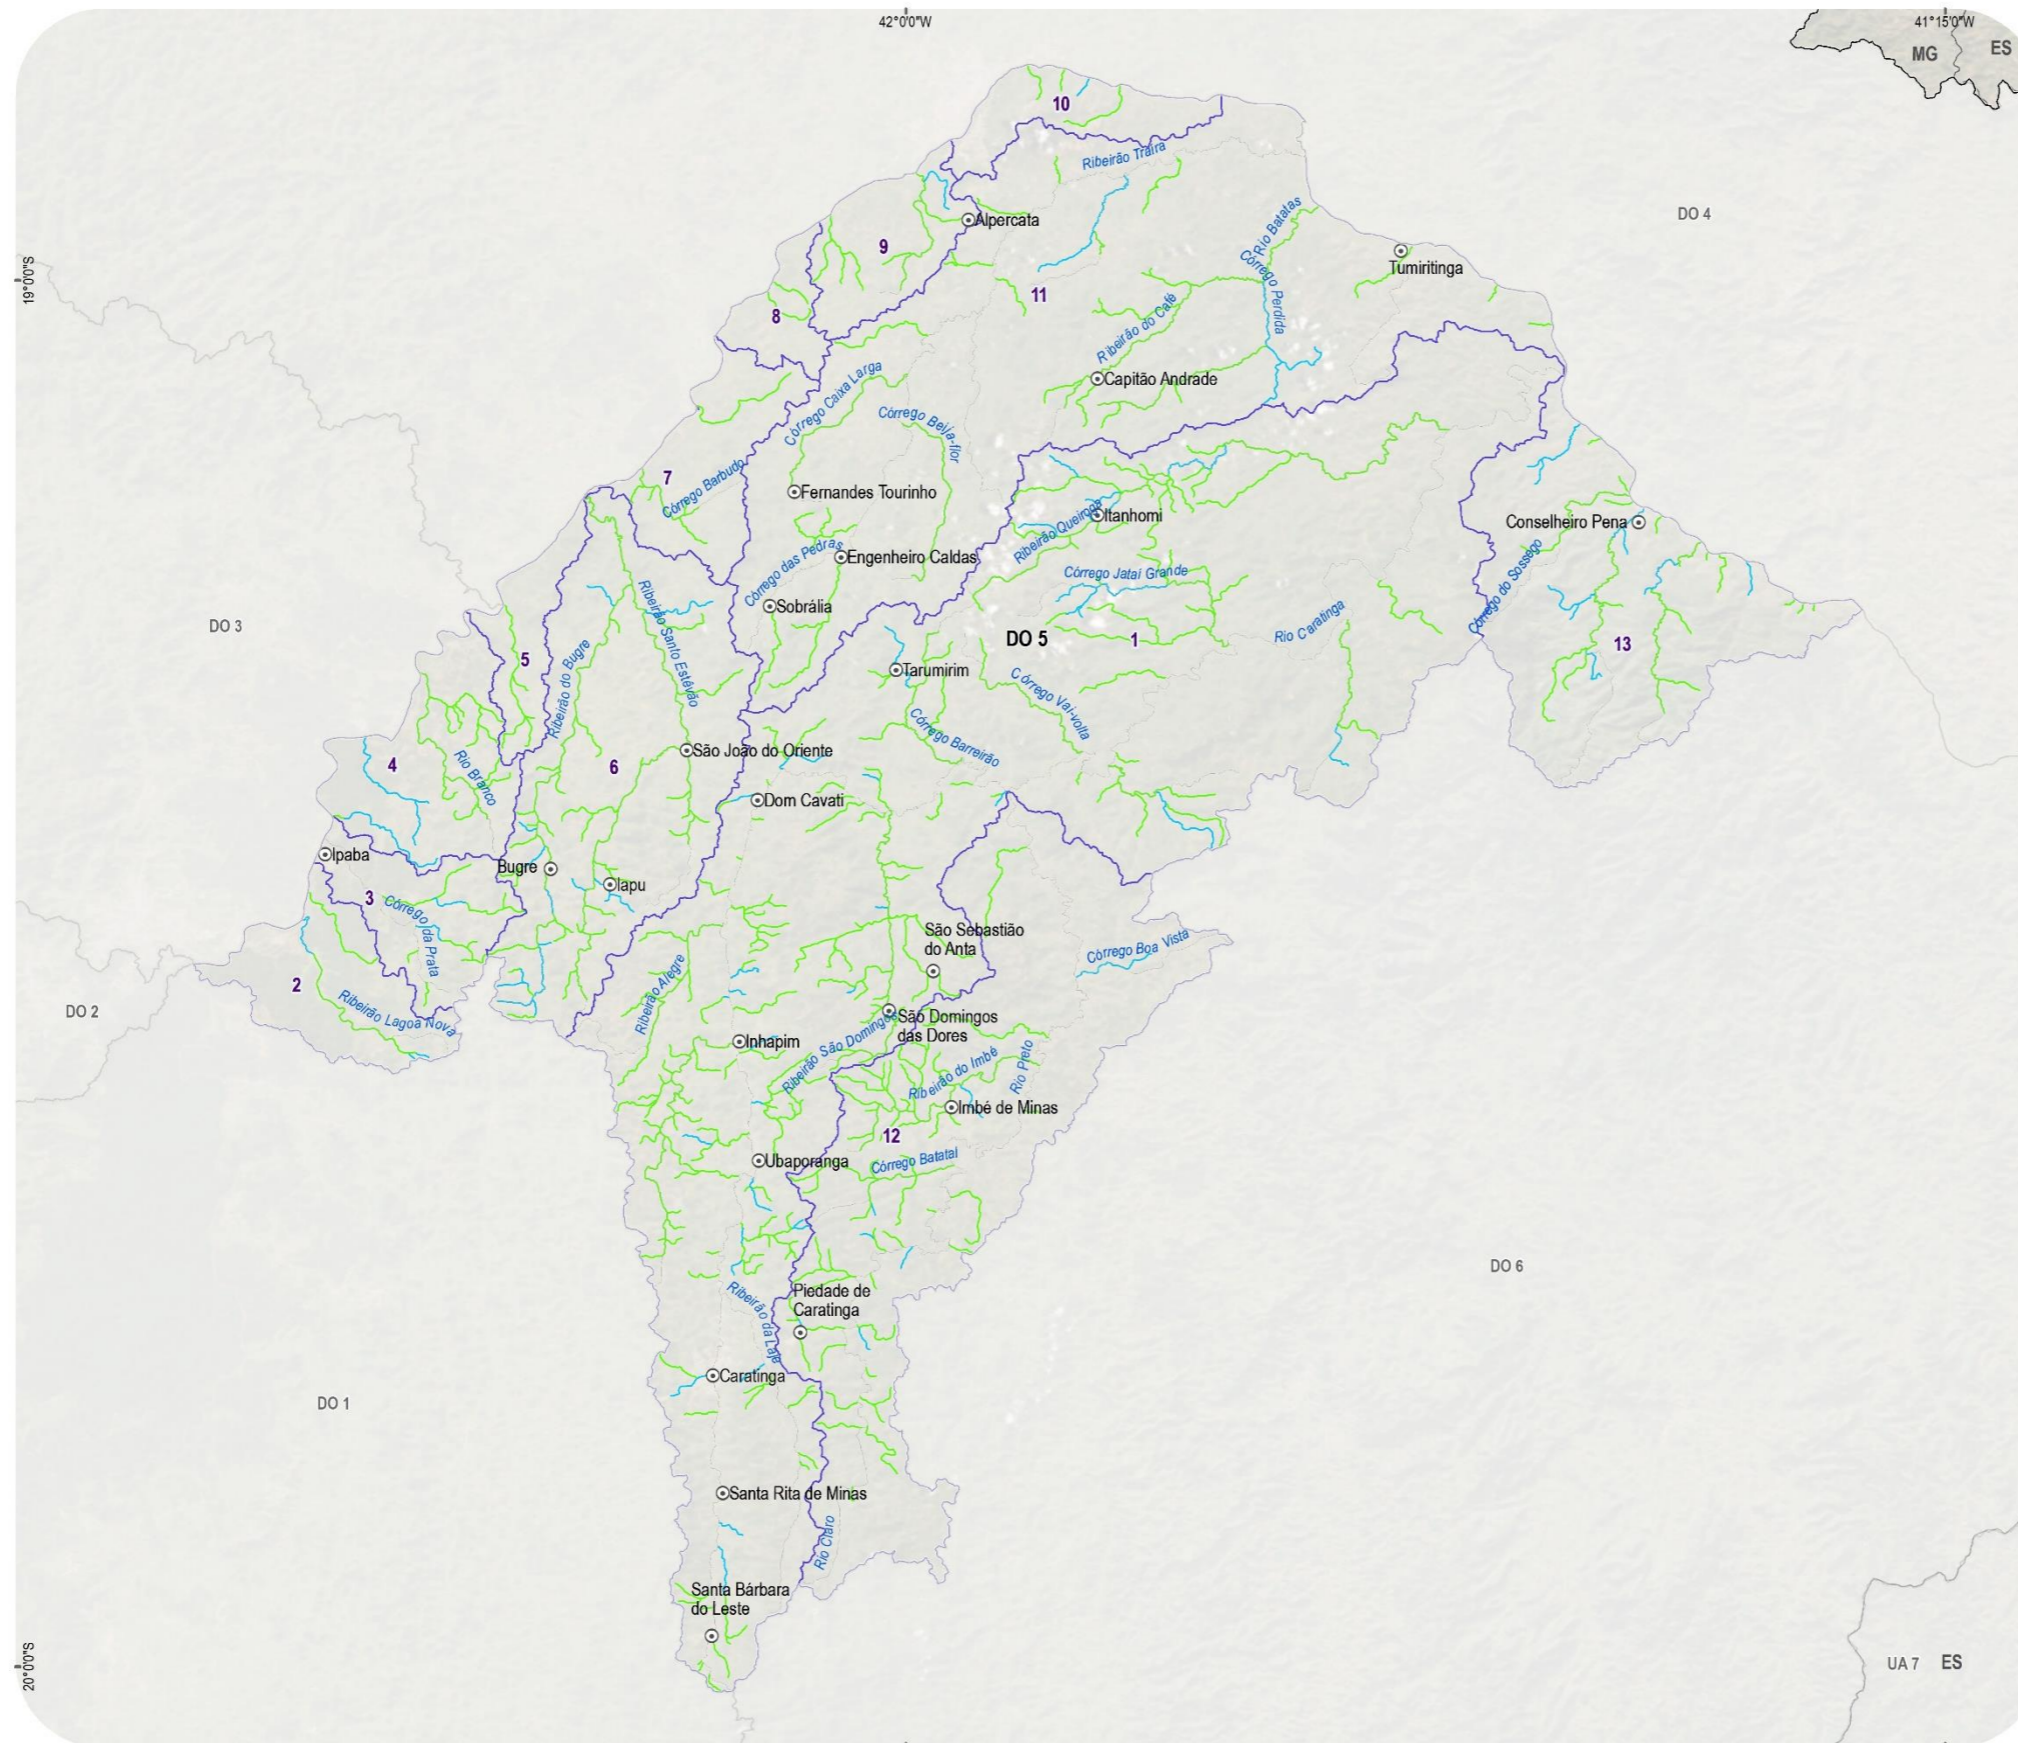 42°0'0"W
41°15'0"W
MG
ES
10
Ribeirão Traíra
DO 4
Alpercata
Rio Batatas
9
Córrego Perdida
Tumiritinga
19°0'0"S
11
8
Ribeirão do Café
Capitão Andrade
Córrego Caixa Larga
Córrego Beija-flor
7
Córrego Barbudo
Fernandes Tourinho
Ribeirão Queiroga
Itanhomi
Conselheiro Pena
Córrego das Pedras
Engenheiro Caldas
Córrego Jataí Grande
Córrego do Sossego
Sobrália
DO 3
Ribeirão Santo Estêvão
DO 5
1
Rio Caratinga
13
5
Ribeirão do Bugre
Tarumirim
Córrego Vai-volta
Córrego Barreirão
São João do Oriente
4
Rio Branco
6
Dom Cavati
Ipaba
Bugre
Iapu
3
Córrego da Prata
São Sebastião
do Anta
Córrego Boa Vista
2
Ribeirão Alegre
DO 2
Ribeirão Lagoa Nova
São Domingos
das Dores
Inhapim
Ribeirão São Domingos
Ribeirão do Imbé
Rio Preto
Imbé de Minas
12
Ubaporanga
Córrego Batatal
DO 6
Ribeirão da Laje
Piedade de
Caratinga
Caratinga
DO 1
Santa Rita de Minas
Rio Claro
Santa Bárbara
do Leste
20°0'0"S
UA 7
ES